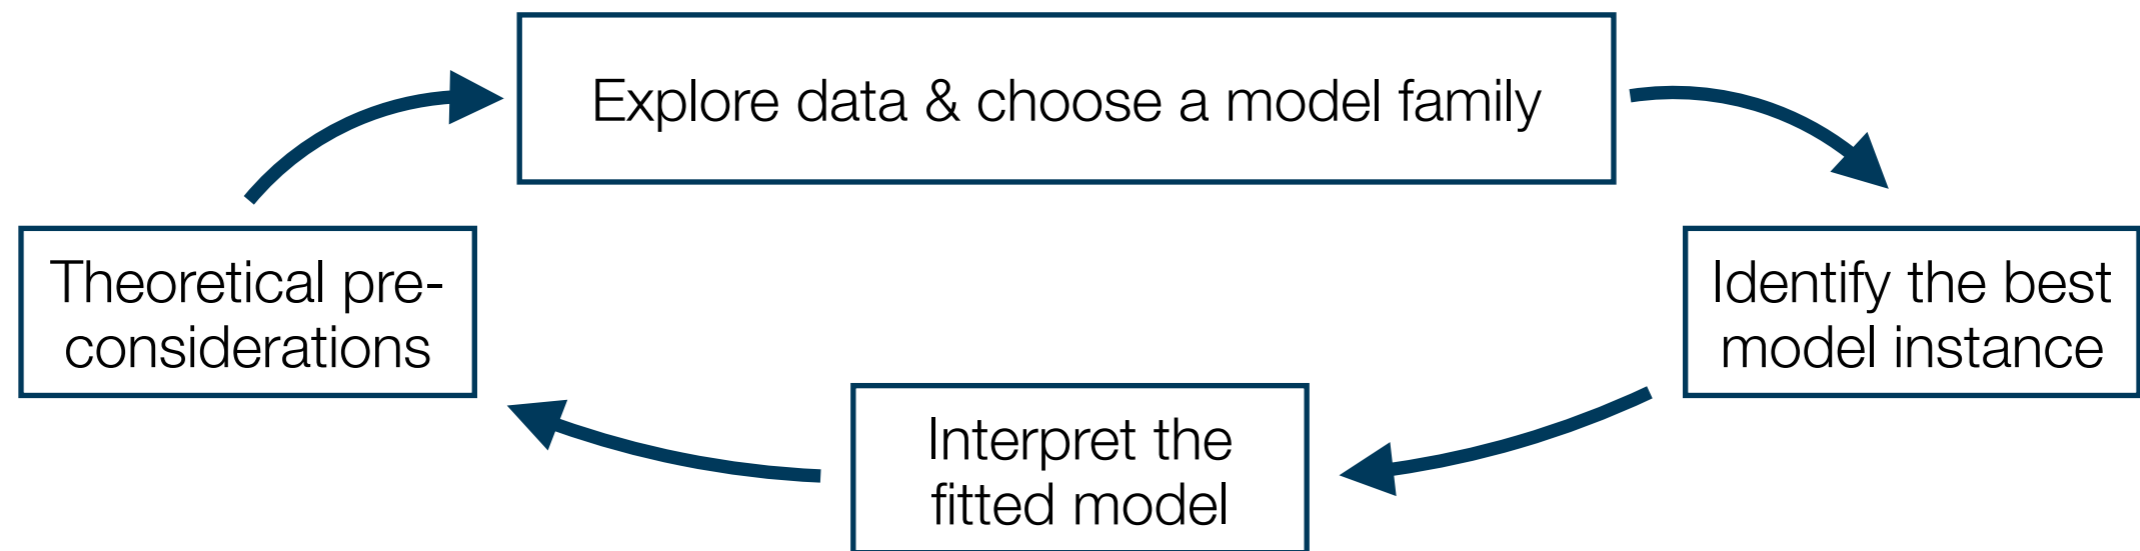 Explore data & choose a model family
Theoretical pre-
considerations
Identify the best
model instance
Interpret the
fitted model